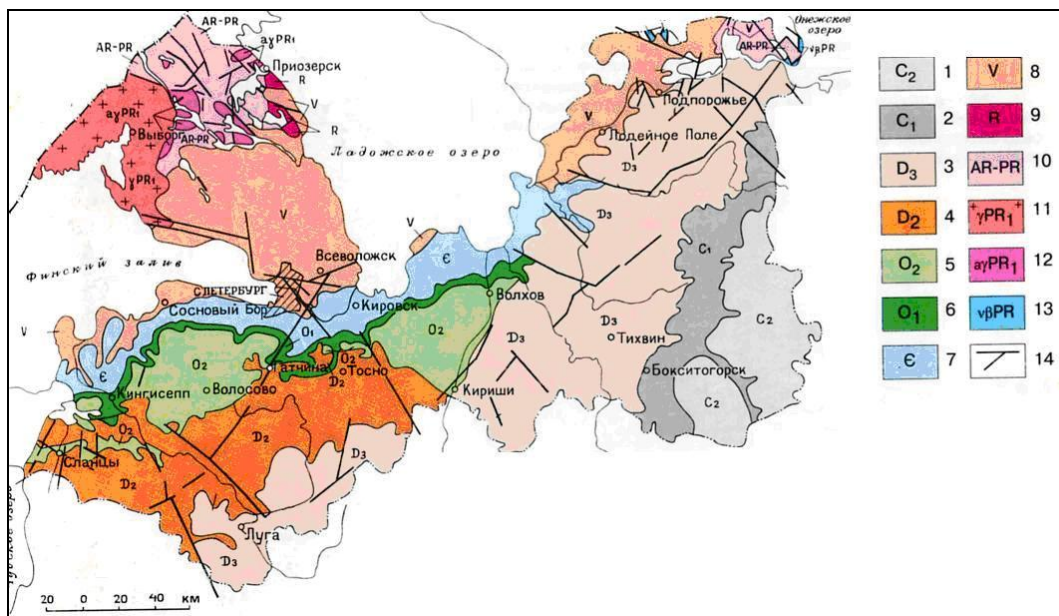 AR-PR
AR-PR
aγPR₁
Приозерск
R
V
R
aγPR₁
Выборг
AR-PR
γPR₁
V
V
AR-PR
Онежское
озеро
νβPR
Подпорожье
V
Лодейное Поле
D₃
Ладожское озеро
Финский залив
V
Всеволожск
С.ПЕТЕРБУРГ
Сосновый Бор
Кировск
Є
D₃
C₁
V
Є
O₁
O₂
Волхов
O₂
O₂
Гатчина
Тосно
D₂
D₃
D₃
Тихвин
C₂
Бокситогорск
C₂
Кингисепп
Волосово
Кириши
O₂
Сланцы
D₂
D₂
D₃
Луга
D₃
20 0 20 40 км
C₂ 1
C₁ 2
D₃ 3
D₂ 4
O₂ 5
O₁ 6
Є 7
V 8
R 9
AR-PR 10
γPR₁ 11
aγPR₁ 12
νβPR 13
14